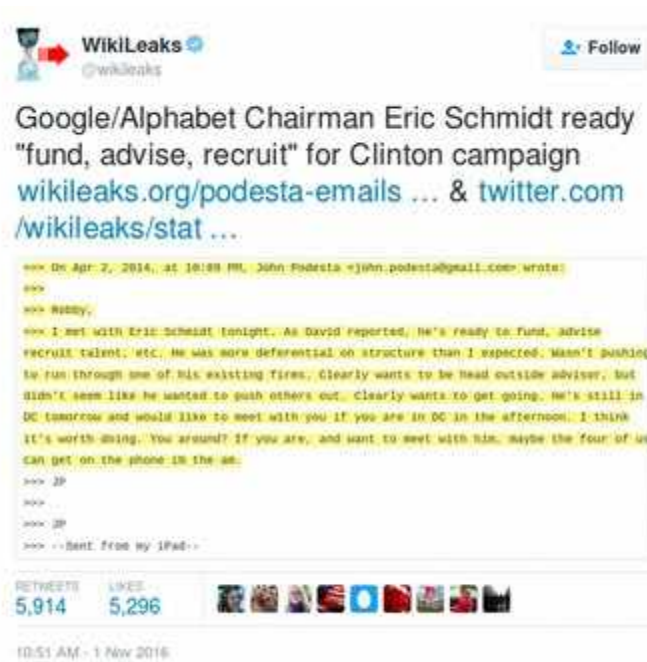 WikiLeaks
@wikileaks
Follow
Google/Alphabet Chairman Eric Schmidt ready
"fund, advise, recruit" for Clinton campaign
wikileaks.org/podesta-emails … & twitter.com
/wikileaks/stat …
>>> On Apr 2, 2014, at 10:09 PM, John Podesta <john.podesta@gmail.com> wrote:
>>>
>>> Robby,
>>> I met with Eric Schmidt tonight. As David reported, he's ready to fund, advise
recruit talent, etc. He was more deferential on structure than I expected. Wasn't pushing
to run through one of his existing firms. Clearly wants to be head outside advisor, but
didn't seem like he wanted to push others out. Clearly wants to get going. He's still in
DC tomorrow and would like to meet with you if you are in DC in the afternoon. I think
it's worth doing. You around? If you are, and want to meet with him, maybe the four of us
can get on the phone in the am.
>>> JP
>>>
>>> JP
>>> --Sent from my iPad--
RETWEETS LIKES
5,914 5,296
10:51 AM - 1 Nov 2016